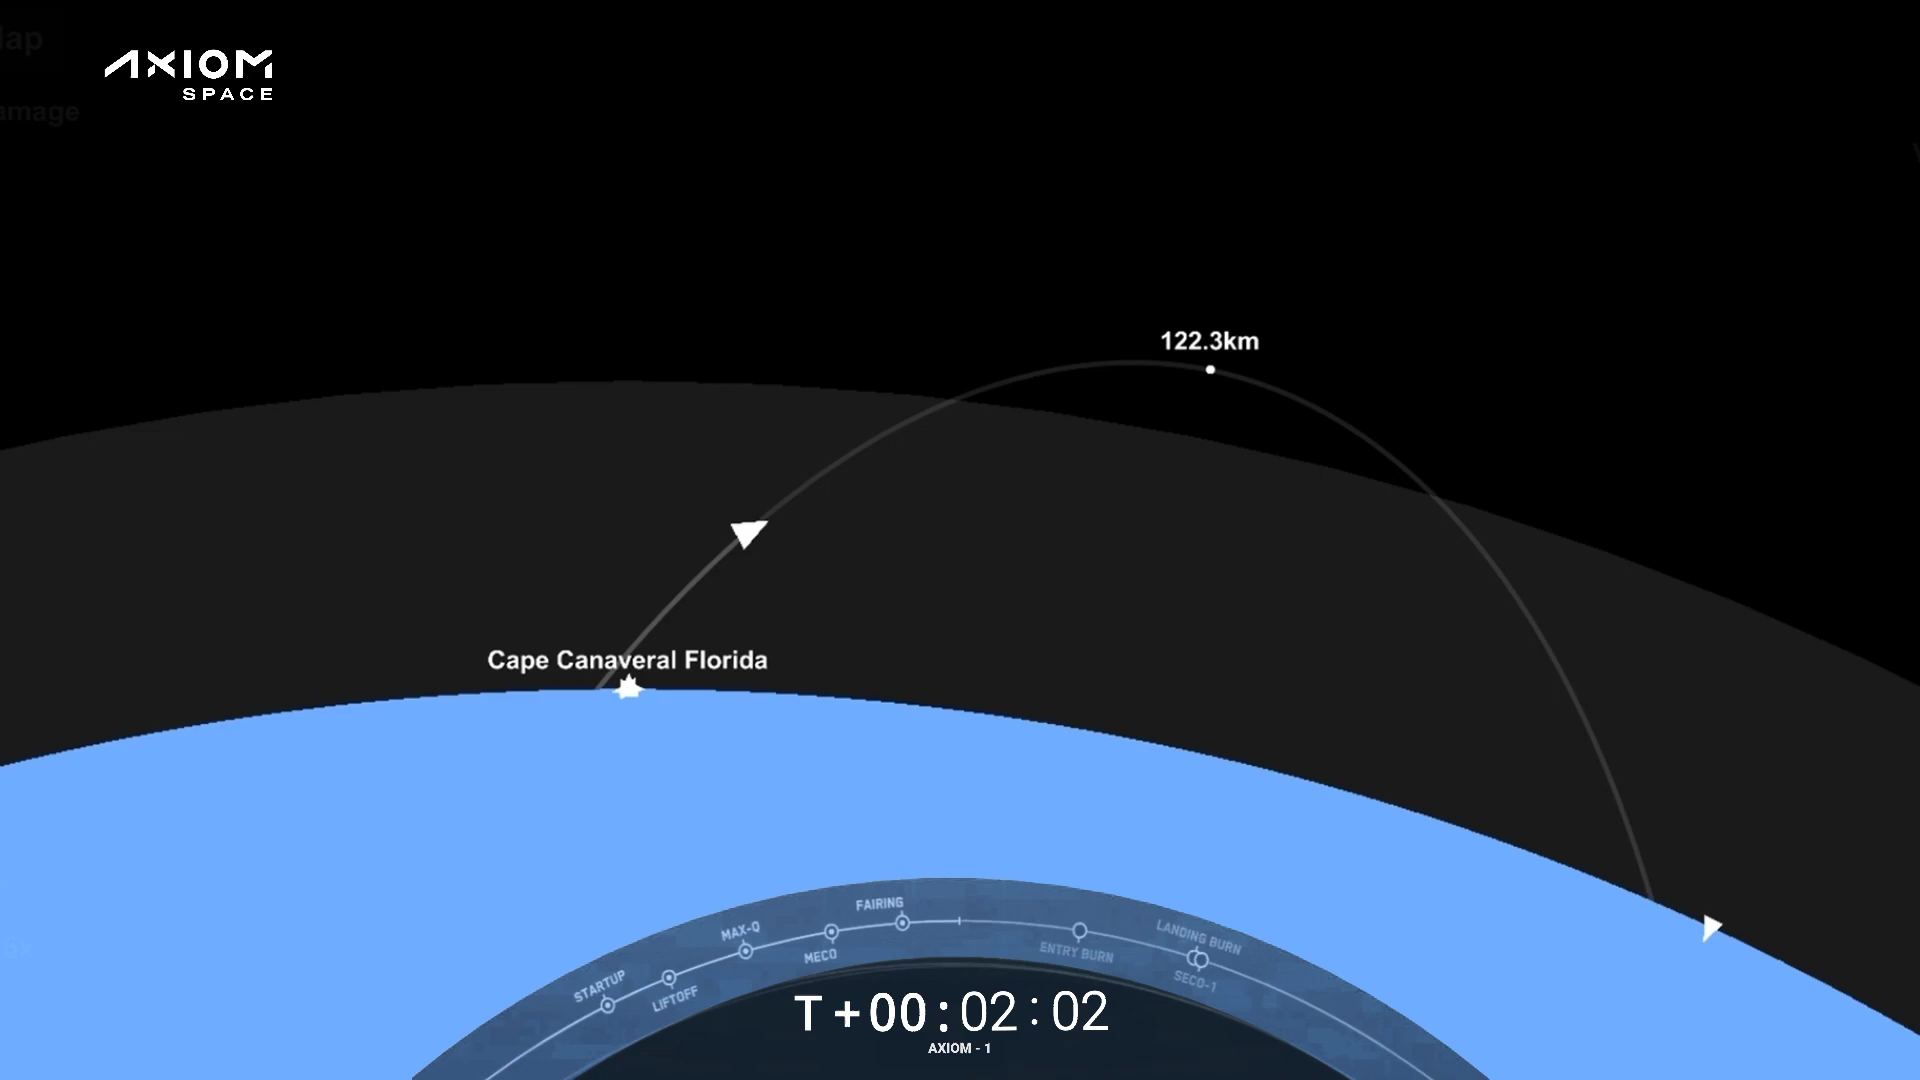 AXIOM
SPACE
122.3km
Cape Canaveral Florida
STARTUP
LIFTOFF
MAX-Q
MECO
FAIRING
ENTRY BURN
LANDING BURN
SECO-1
T+00:02:02
AXIOM - 1